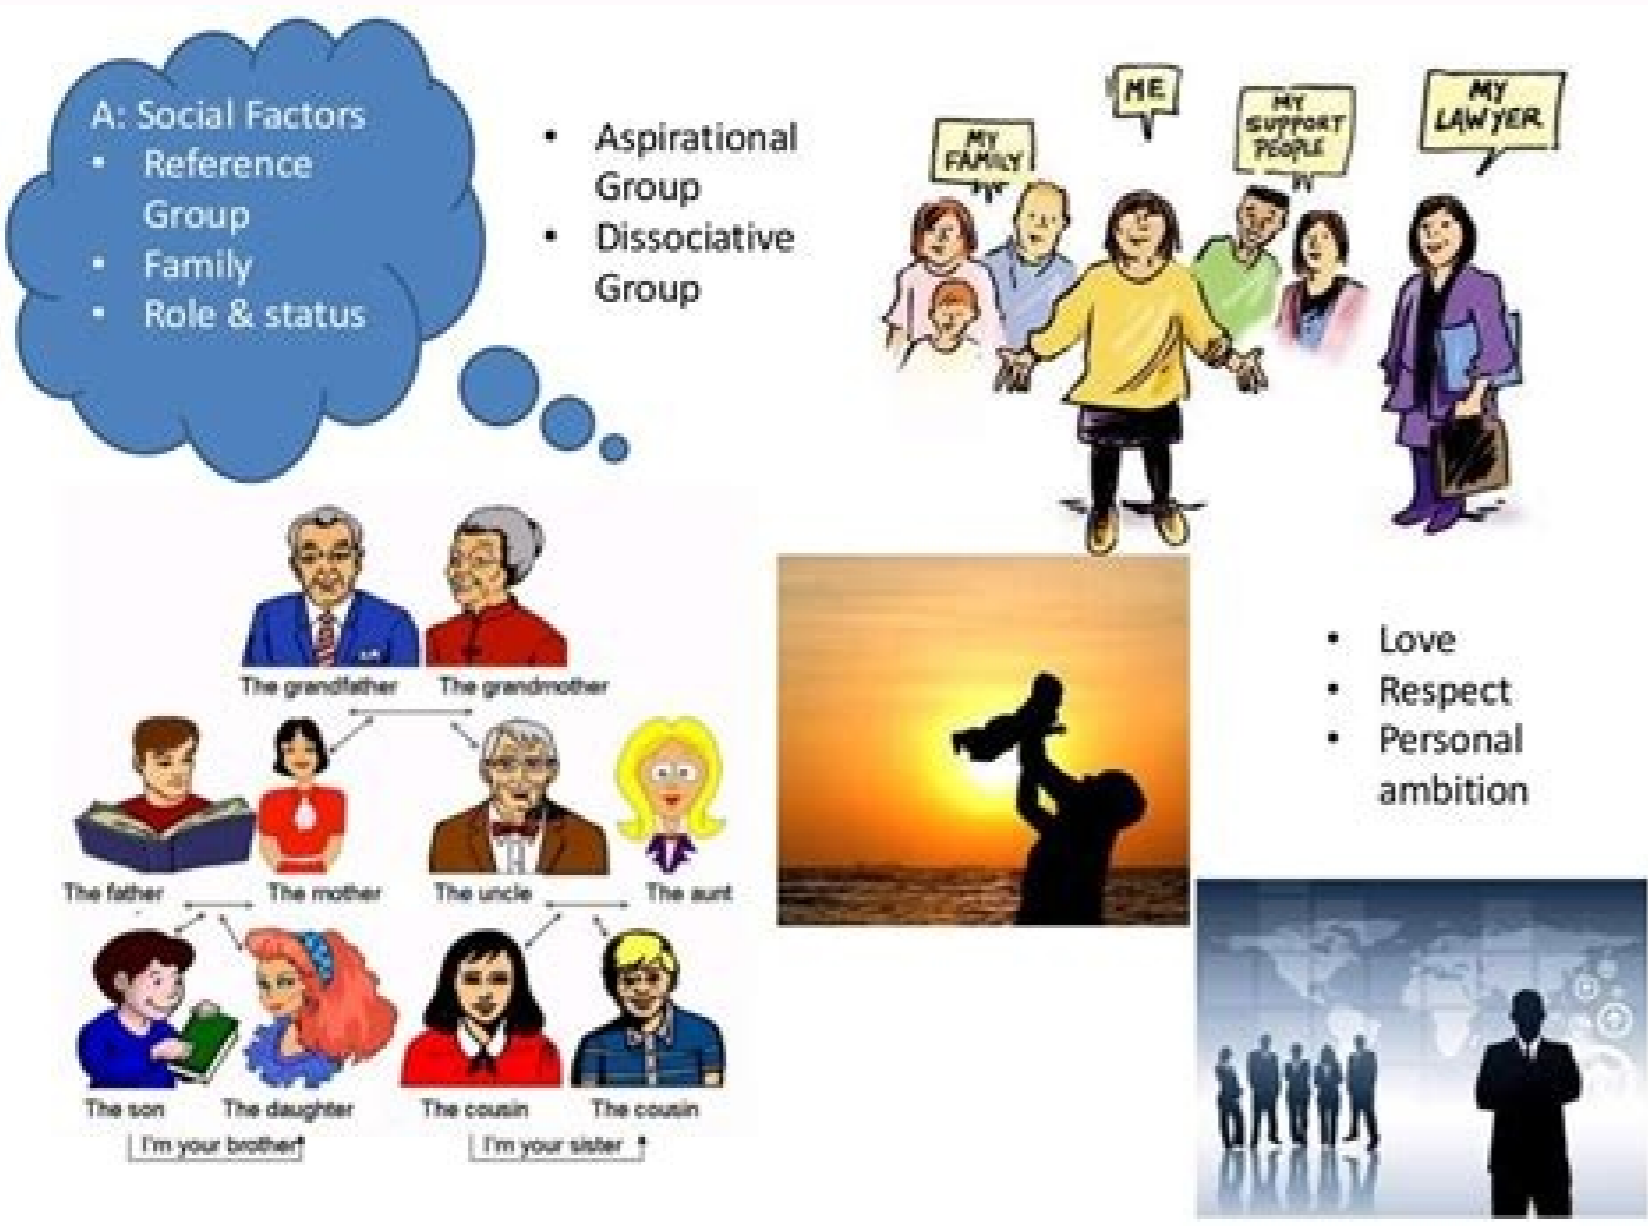 A: Social Factors
• Reference
Group
• Family
• Role & status
• Aspirational
Group
• Dissociative
Group
MY
FAMILY
ME
MY
SUPPORT
PEOPLE
MY
LAWYER
The grandfather
The grandmother
The father
The mother
The uncle
The aunt
The son
The daughter
The cousin
The cousin
I'm your brother
I'm your sister
• Love
• Respect
• Personal
ambition